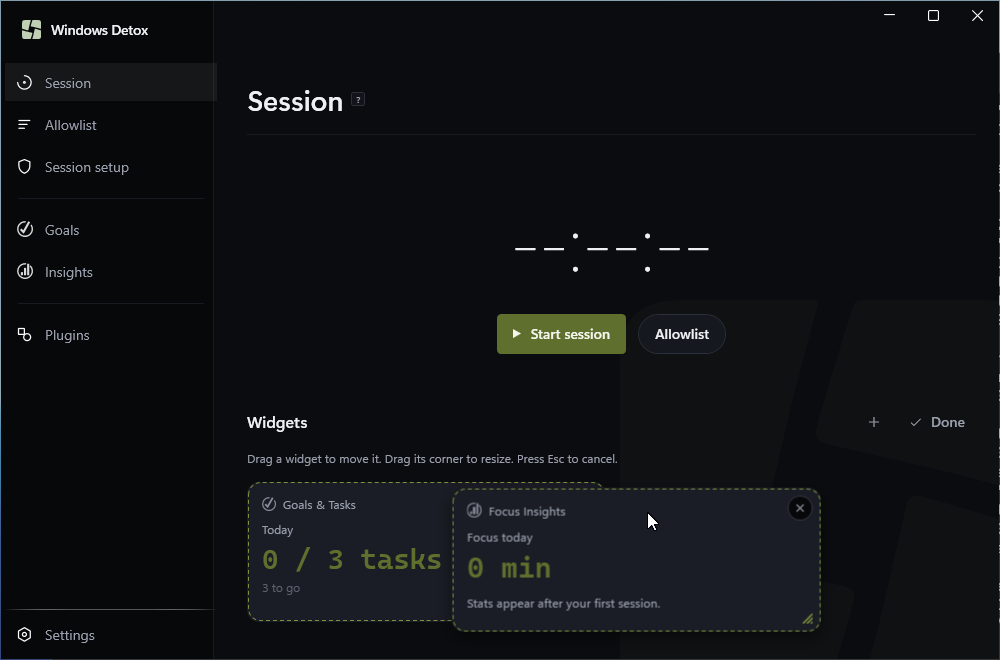 Windows Detox
Session
Allowlist
Session setup
Goals
Insights
Plugins
Settings
Session ?
— — : — — : — —
Start session
Allowlist
Widgets
Done
Drag a widget to move it. Drag its corner to resize. Press Esc to cancel.
Goals & Tasks
Today
0 / 3 tasks
3 to go
Focus Insights
Focus today
0 min
Stats appear after your first session.